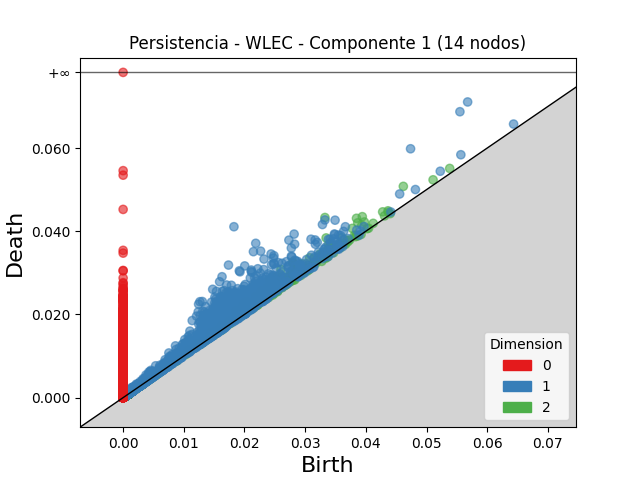 Persistencia - WLEC - Componente 1 (14 nodos)
+∞
0.060
0.040
0.020
0.000
Death
Dimension
0
1
2
0.00 0.01 0.02 0.03 0.04 0.05 0.06 0.07
Birth